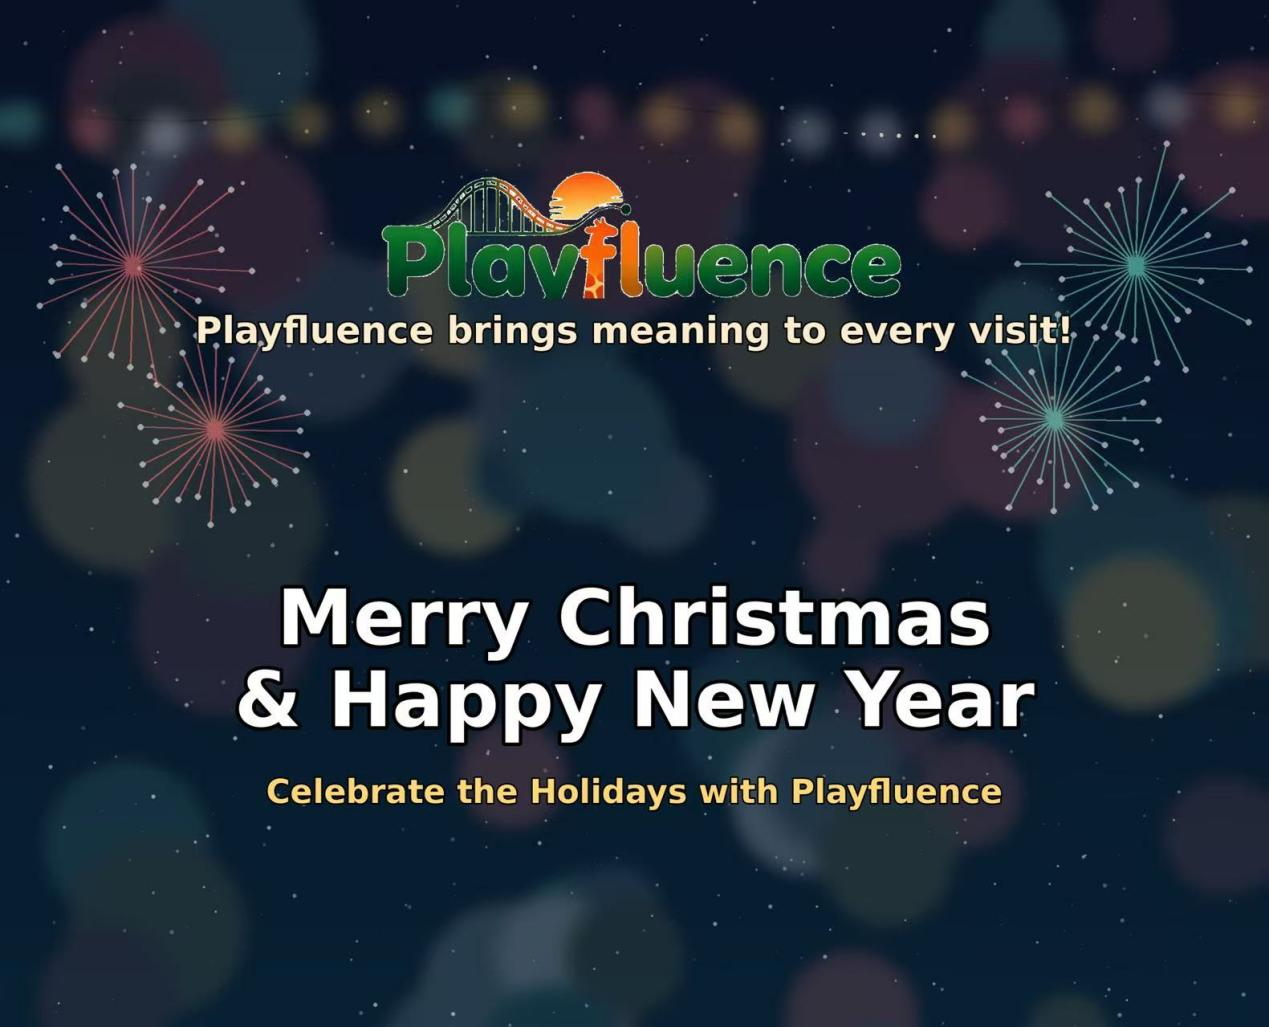 Playfluence
Playfluence brings meaning to every visit!
Merry Christmas
& Happy New Year
Celebrate the Holidays with Playfluence